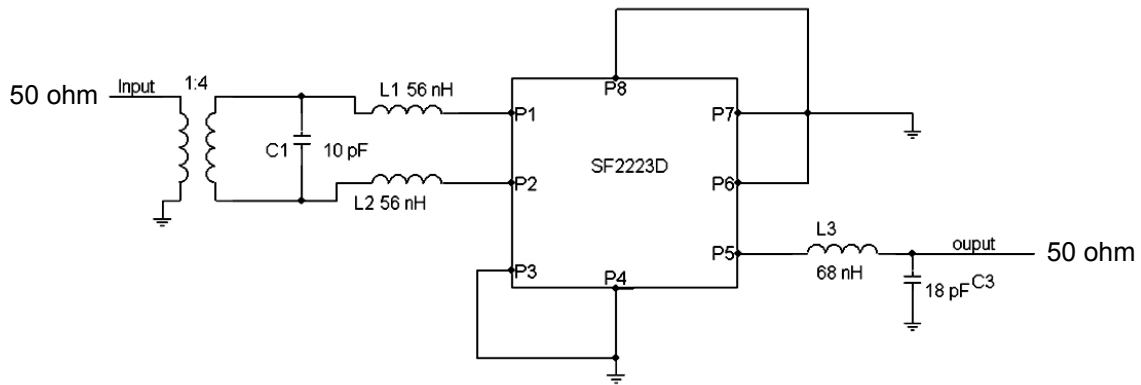 50 ohm
Input
1:4
C1
10 pF
L1 56 nH
L2 56 nH
P1
P2
P3
P4
P8
SF2223D
P7
P6
P5
L3
68 nH
ouput
50 ohm
18 pF
C3